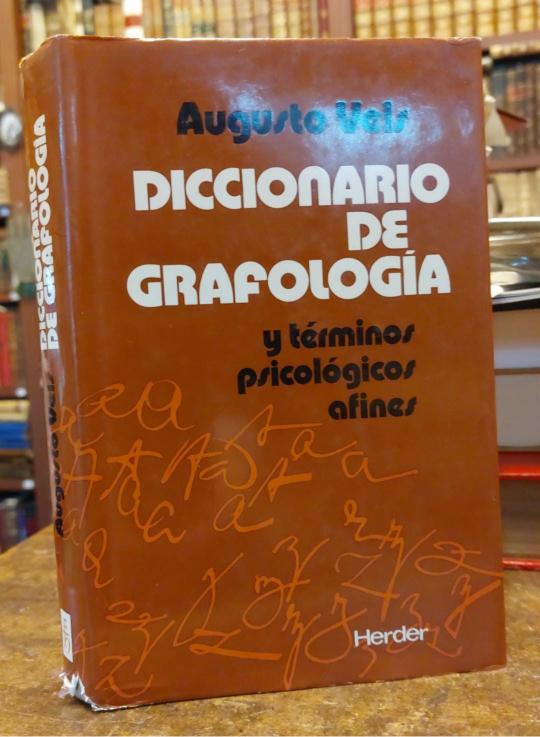 Augusto Vels
DICCIONARIO
DE
GRAFOLOGÍA
y términos
psicológicos
afines
Herder
DICCIONARIO
DE GRAFOLOGÍA
Augusto Vels